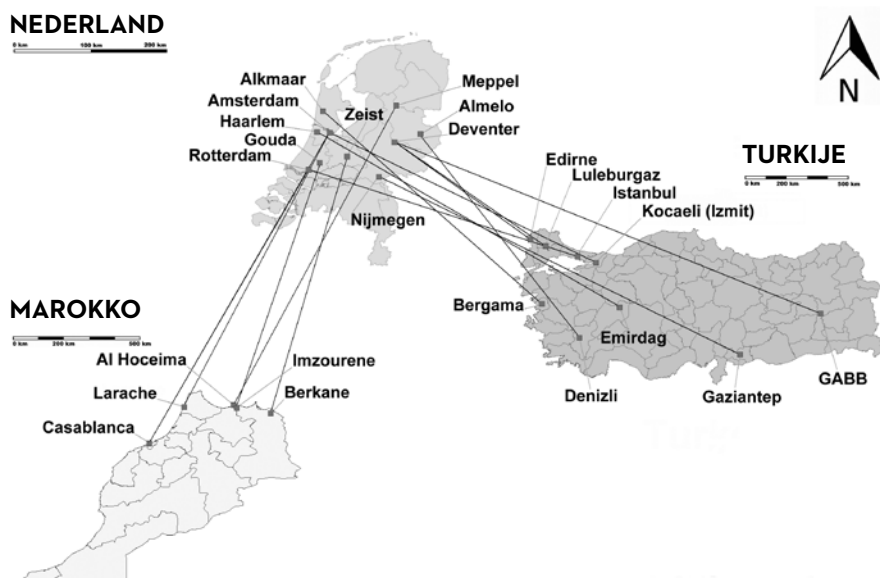 NEDERLAND
0 km 100 km 200 km
Alkmaar
Amsterdam
Haarlem
Gouda
Rotterdam
Zeist
Meppel
Almelo
Deventer
Nijmegen
N
TURKIJE
0 km 200 km 500 km
Edirne
Luleburgaz
Istanbul
Kocaeli (Izmit)
Bergama
Emirdag
Denizli
Gaziantep
GABB
MAROKKO
0 km 200 km 500 km
Al Hoceima
Imzourene
Larache
Berkane
Casablanca